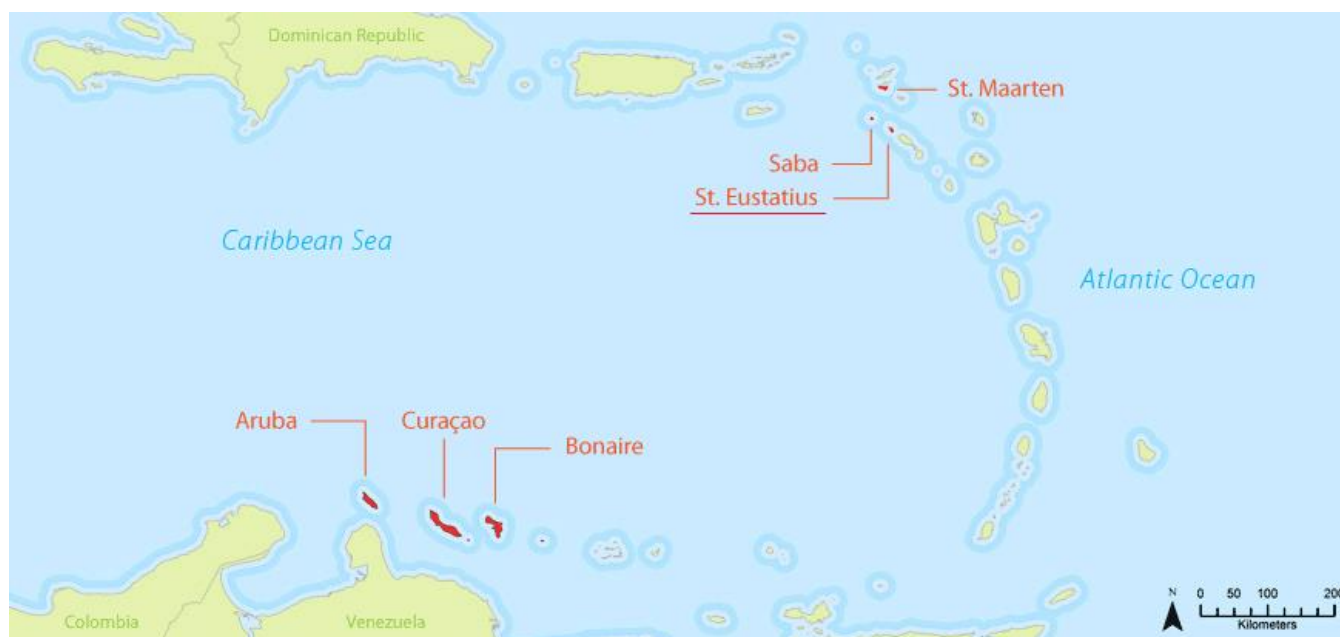 Dominican Republic
St. Maarten
Saba
St. Eustatius
Caribbean Sea
Atlantic Ocean
Aruba
Curaçao
Bonaire
N
0 50 100 200
Kilometers
Colombia
Venezuela